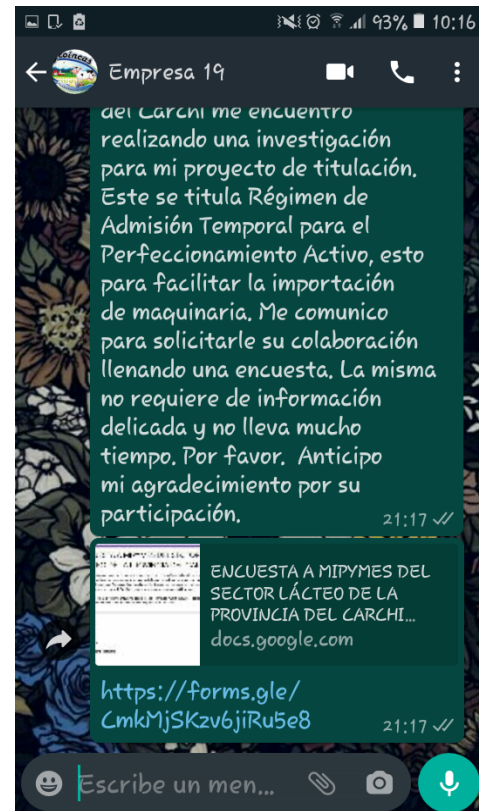 93% 10:16
Empresa 19
del Carchi me encuentro
realizando una investigación
para mi proyecto de titulación.
Este se titula Régimen de
Admisión Temporal para el
Perfeccionamiento Activo, esto
para facilitar la importación
de maquinaria. Me comunico
para solicitarle su colaboración
llenando una encuesta. La misma
no requiere de información
delicada y no lleva mucho
tiempo. Por favor. Anticipo
mi agradecimiento por su
participación.
21:17
ENCUESTA A MIPYMES DEL
SECTOR LÁCTEO DE LA
PROVINCIA DEL CARCHI...
docs.google.com
https://forms.gle/
CmkMjSKzv6jiRu5e8
21:17
Escribe un men...